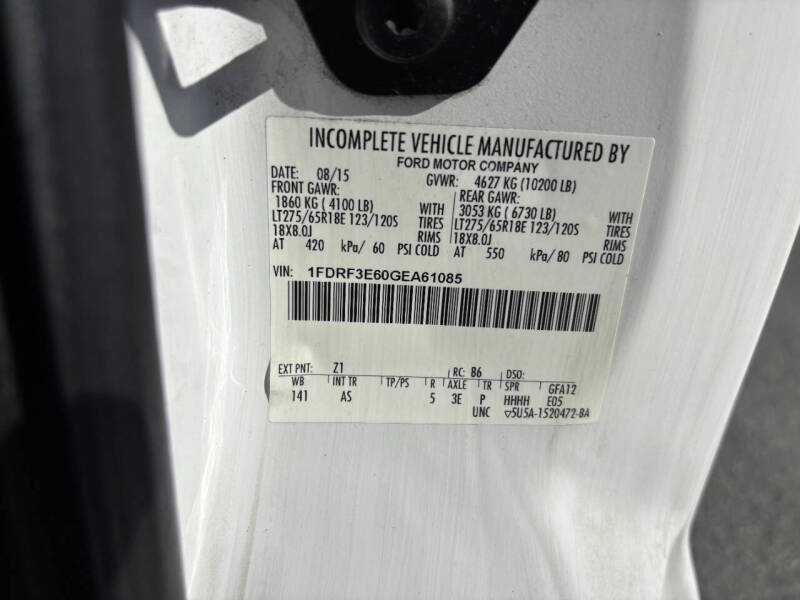 INCOMPLETE VEHICLE MANUFACTURED BY
FORD MOTOR COMPANY
DATE: 08/15 GVWR: 4627 KG (10200 LB)
FRONT GAWR: REAR GAWR:
1860 KG ( 4100 LB) WITH 3053 KG ( 6730 LB) WITH
LT275/65R18E 123/120S TIRES LT275/65R18E 123/120S TIRES
18X8.0J RIMS 18X8.0J RIMS
AT 420 kPa/ 60 PSI COLD AT 550 kPa/ 80 PSI COLD
VIN: 1FDRF3E60GEA61085
EXT PNT: Z1 RC: 86 DSO:
WB INT TR TP/PS R AXLE TR SPR GFA12
141 AS 5 3E P HHHH E05
UNC ▽5U5A-1520472-BA